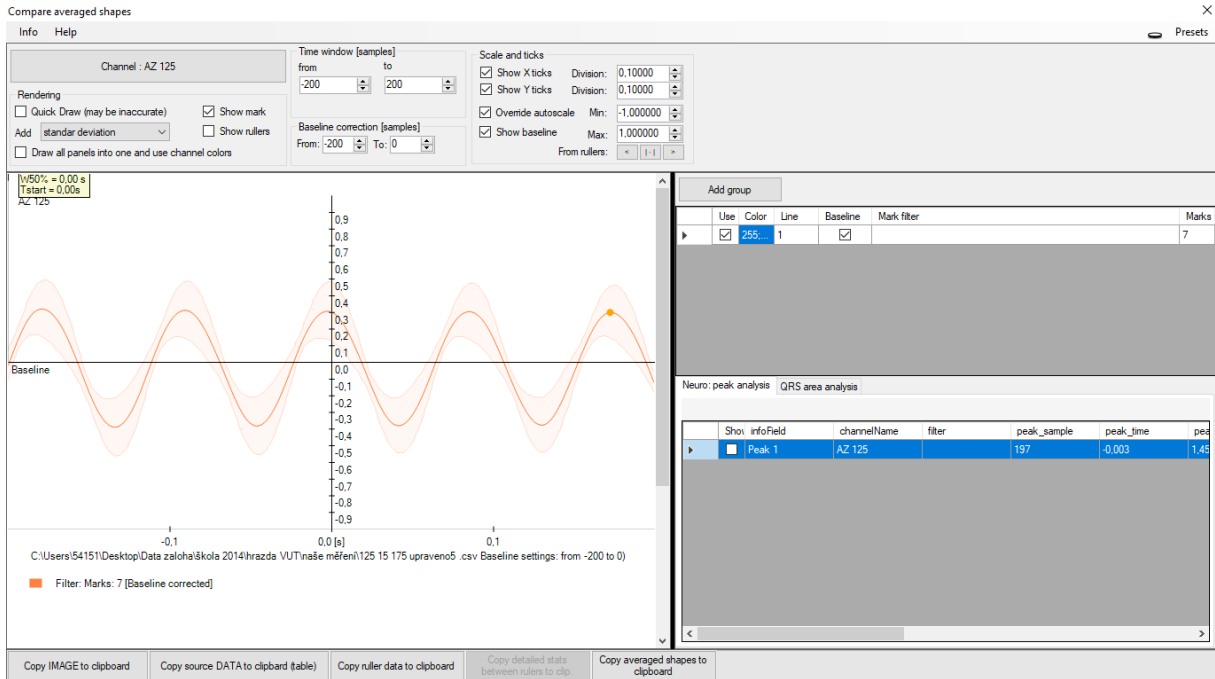 Compare averaged shapes
Info Help Presets
Channel : AZ 125
Rendering
Quick Draw (may be inaccurate) Show mark
Add standar deviation Show rullers
Draw all panels into one and use channel colors
Time window [samples]
from to
-200 200
Baseline correction [samples]
From: -200 To: 0
Scale and ticks
Show X ticks Division: 0,10000
Show Y ticks Division: 0,10000
Override autoscale Min: -1,000000
Show baseline Max: 1,000000
From rullers: < |-| >
W50% = 0,00 s
Tstart = 0,00s
AZ 125
0,9
0,8
0,7
0,6
0,5
0,4
0,3
0,2
0,1
0,0
Baseline
-0,1
-0,2
-0,3
-0,4
-0,5
-0,6
-0,7
-0,8
-0,9
-0,1 0,0 [s] 0,1
C:\Users\54151\Desktop\Data zaloha\škola 2014\hrazda VUT\naše měření\125 15 175 upraveno5 .csv Baseline settings: from -200 to 0)
Filter: Marks: 7 [Baseline corrected]
Add group
Use Color Line Baseline Mark filter Marks
255;... 1 7
Neuro: peak analysis QRS area analysis
Shov infoField channelName filter peak_sample peak_time pea
Peak 1 AZ 125 197 -0,003 1,45
Copy IMAGE to clipboard
Copy source DATA to clipbard (table)
Copy ruller data to clipboard
Copy detailed stats
between rulers to clip.
Copy averaged shapes to
clipboard